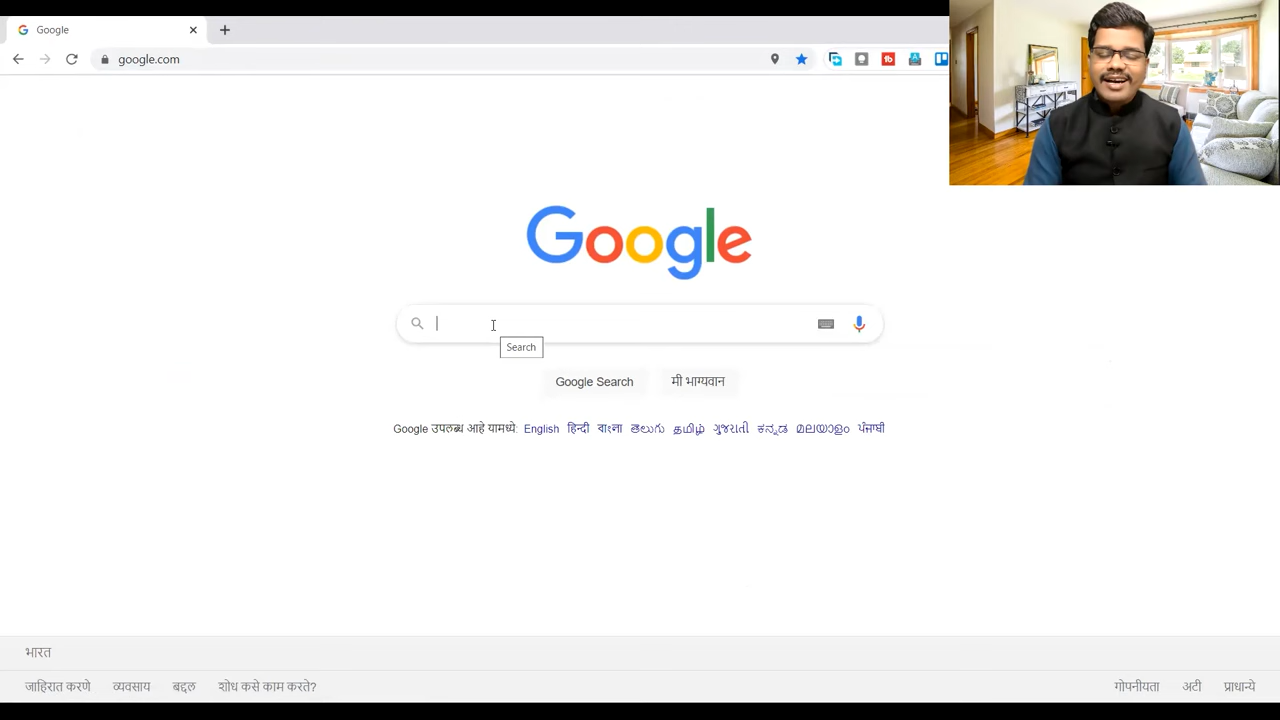 Google
google.com
Google
Search
Google Search
मी भाग्यवान
Google उपलब्ध आहे यामध्ये: English हिन्दी বাংলা తెలుగు தமிழ் ગુજરાતી ಕನ್ನಡ മലയാളം ਪੰਜਾਬੀ
भारत
जाहिरात करणे व्यवसाय बद्दल शोध कसे काम करते? गोपनीयता अटी प्राधान्ये